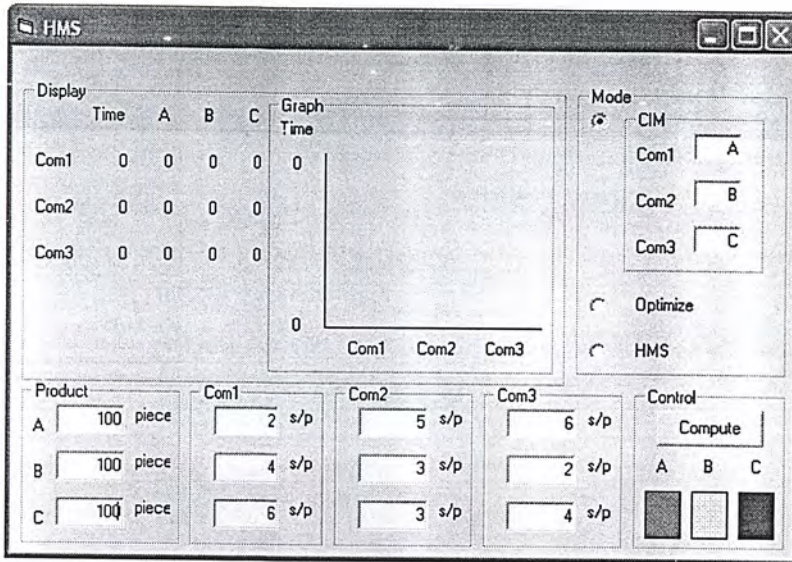 HMS
Display
Time A B C
Com1 0 0 0 0
Com2 0 0 0 0
Com3 0 0 0 0
Graph
Time
0
0
Com1 Com2 Com3
Mode
CIM
Com1 A
Com2 B
Com3 C
Optimize
HMS
Product
A 100 piece
B 100 piece
C 100 piece
Com1
2 s/p
4 s/p
6 s/p
Com2
5 s/p
3 s/p
3 s/p
Com3
6 s/p
2 s/p
4 s/p
Control
Compute
A B C